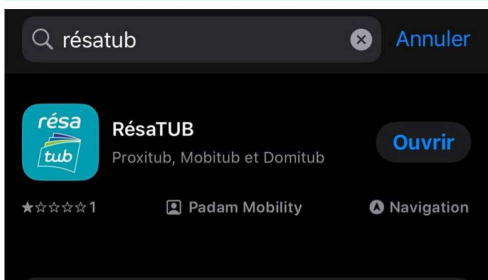 résatub
Annuler
résa
tub
RésaTUB
Proxitub, Mobitub et Domitub
Ouvrir
★☆☆☆☆ 1
Padam Mobility
Navigation